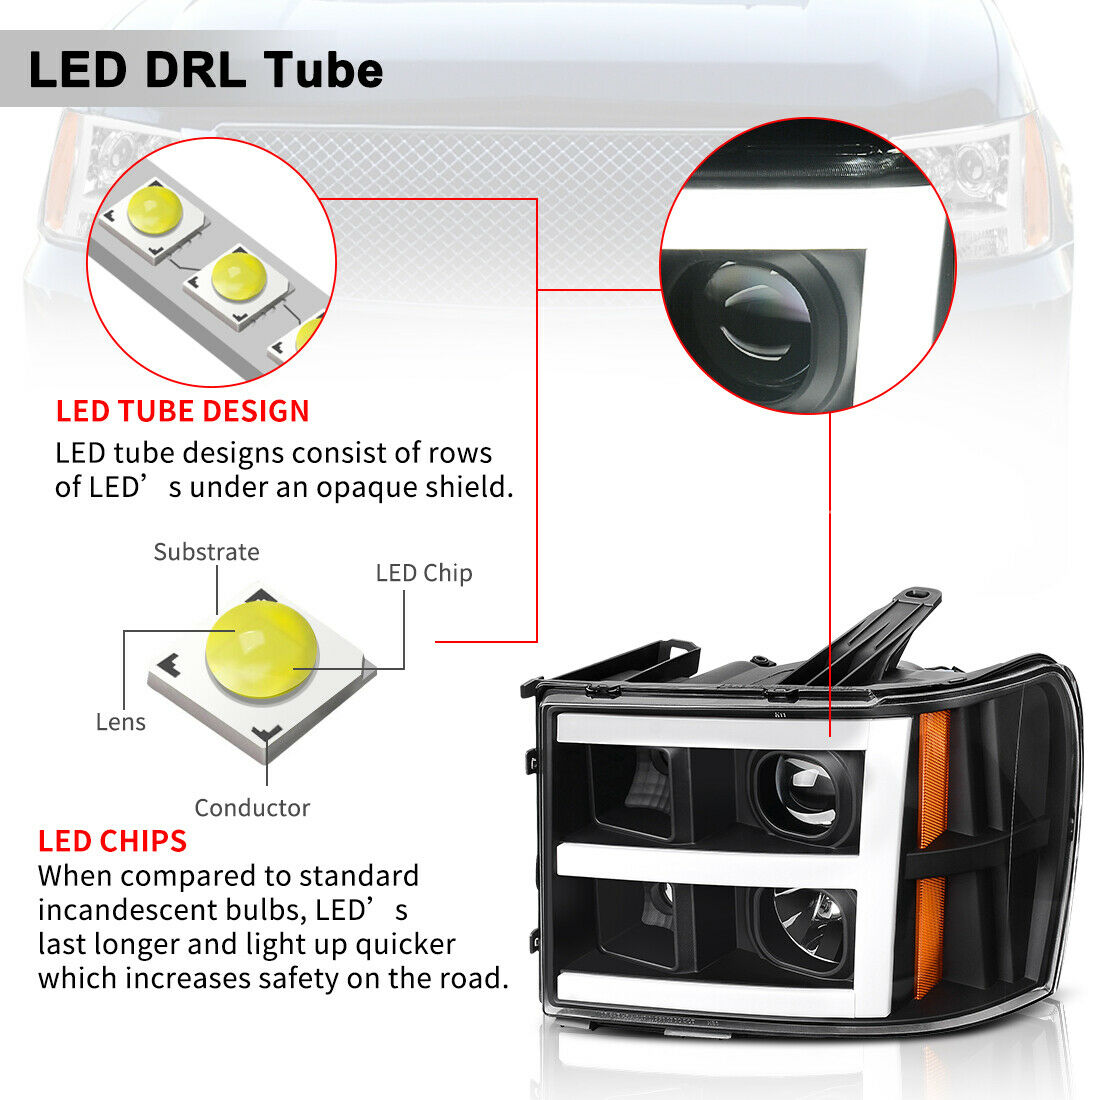 LED DRL Tube
LED TUBE DESIGN
LED tube designs consist of rows
of LED’s under an opaque shield.
Substrate
LED Chip
Lens
Conductor
LED CHIPS
When compared to standard
incandescent bulbs, LED’s
last longer and light up quicker
which increases safety on the road.